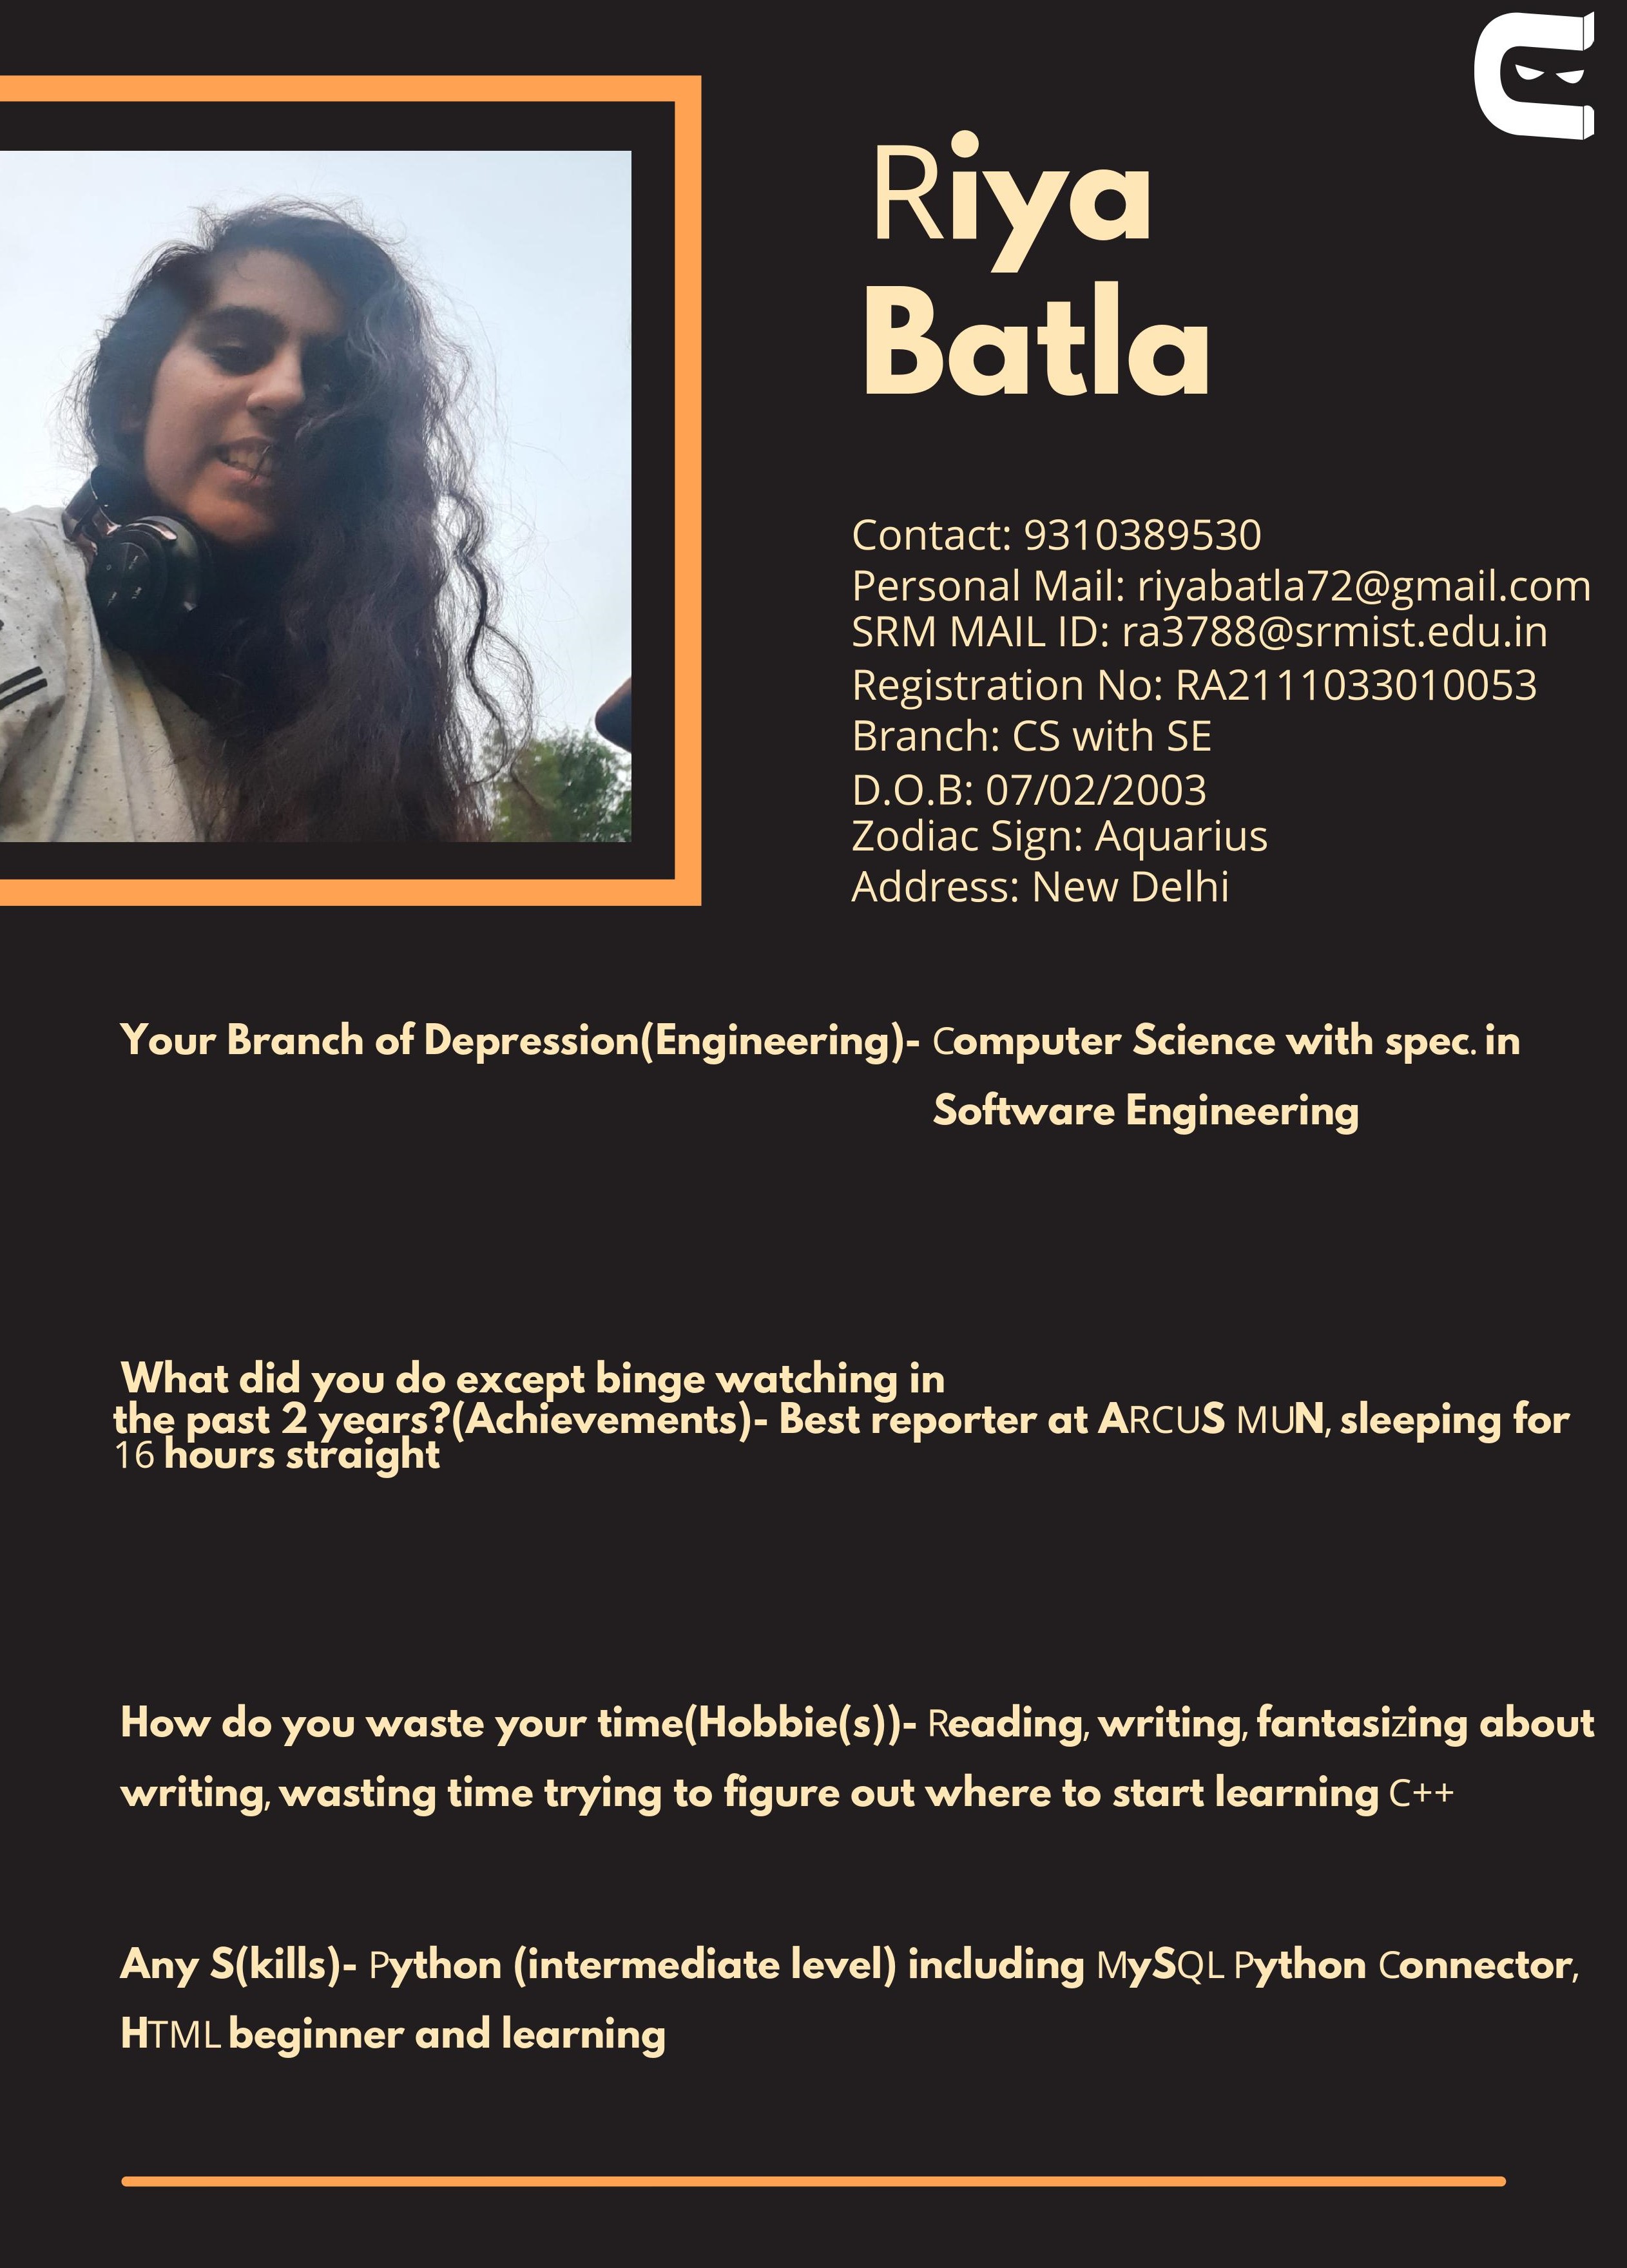 Riya
Batla
Contact: 9310389530
Personal Mail: riyabatla72@gmail.com
SRM MAIL ID: ra3788@srmist.edu.in
Registration No: RA2111033010053
Branch: CS with SE
D.O.B: 07/02/2003
Zodiac Sign: Aquarius
Address: New Delhi
Your Branch of Depression(Engineering)- Computer Science with spec. in
Software Engineering
What did you do except binge watching in
the past 2 years?(Achievements)- Best reporter at ARCUS MUN, sleeping for
16 hours straight
How do you waste your time(Hobbie(s))- Reading, writing, fantasizing about
writing, wasting time trying to figure out where to start learning C++
Any S(kills)- Python (intermediate level) including MySQL Python Connector,
HTML beginner and learning